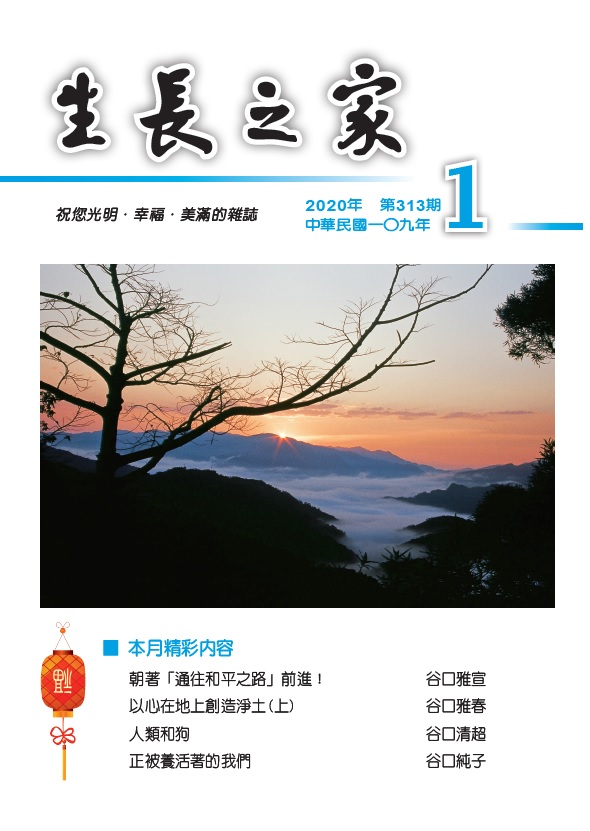 生長之家
祝您光明·幸福·美滿的雜誌
2020年 第313期
中華民國一〇九年
1
福
■ 本月精彩內容
朝著「通往和平之路」前進! 谷口雅宣
以心在地上創造淨土(上) 谷口雅春
人類和狗 谷口清超
正被養活著的我們 谷口純子